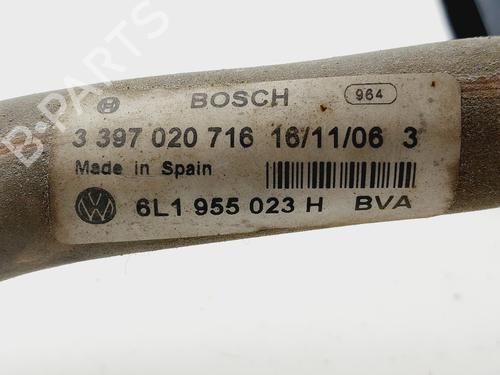 BOSCH 964
3 397 020 716 16/11/06 3
Made in Spain
6L1 955 023 H BVA
B-PARTS